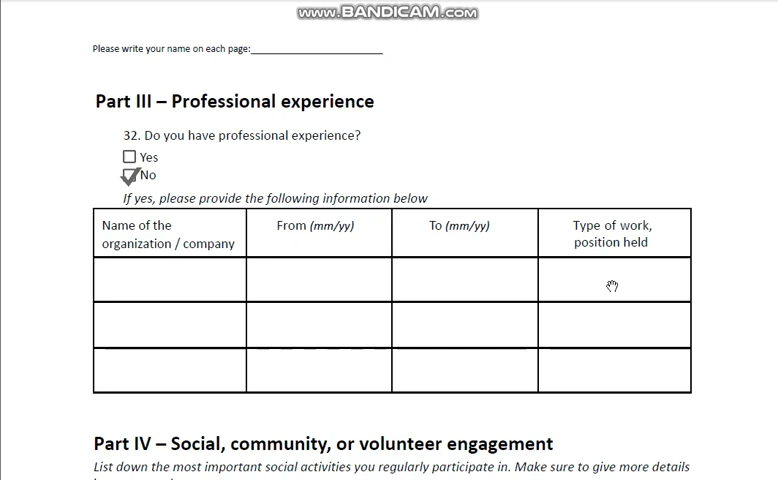 www.BANDICAM.com
Please write your name on each page:
Part III – Professional experience
32. Do you have professional experience?
Yes
No
If yes, please provide the following information below
Name of the organization / company
From (mm/yy)
To (mm/yy)
Type of work, position held
Part IV – Social, community, or volunteer engagement
List down the most important social activities you regularly participate in. Make sure to give more details